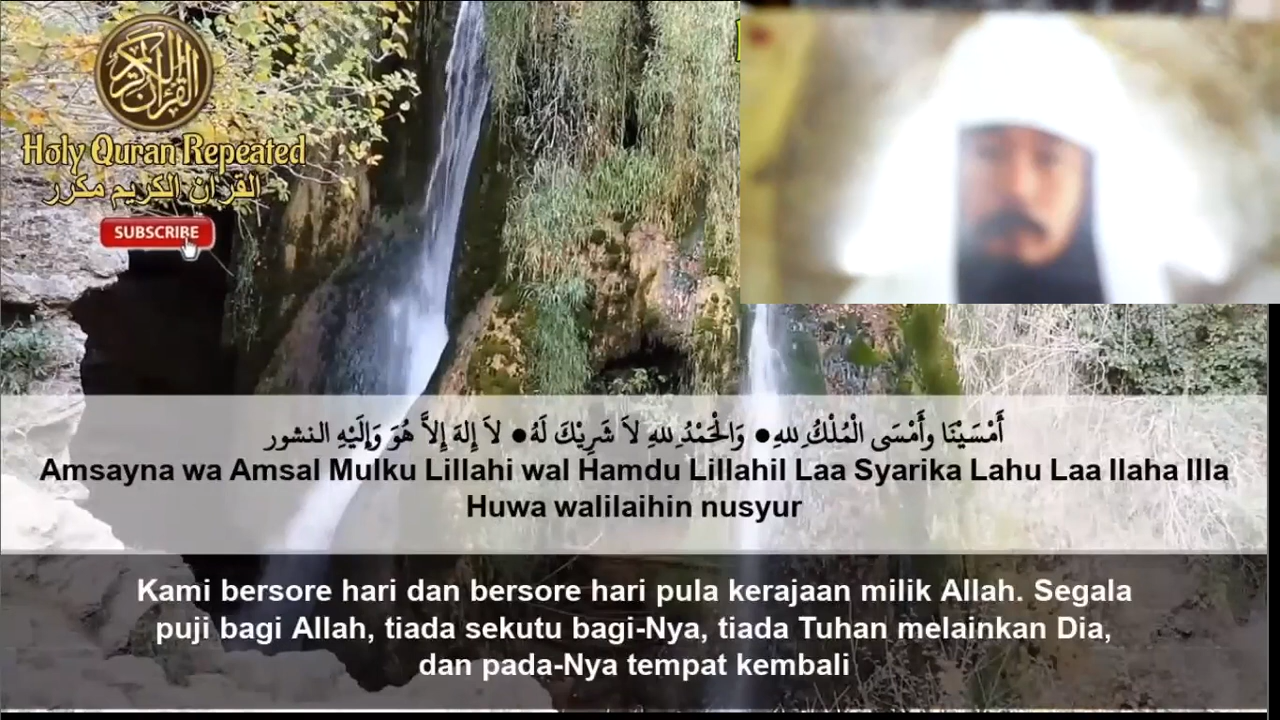 Holy Quran Repeated
القرآن الكريم مكرر
SUBSCRIBE
أَمْسَيْنَا وأَمْسَى الْمُلْكُ لِلهِ● وَالْحَمْدُ لِلهِ لاَ شَرِيْكَ لَهُ● لاَ إِلهَ إِلاَّ هُوَ وَإِلَيْهِ النشور
Amsayna wa Amsal Mulku Lillahi wal Hamdu Lillahil Laa Syarika Lahu Laa Ilaha Illa
Huwa walilaihin nusyur
Kami bersore hari dan bersore hari pula kerajaan milik Allah. Segala
puji bagi Allah, tiada sekutu bagi-Nya, tiada Tuhan melainkan Dia,
dan pada-Nya tempat kembali